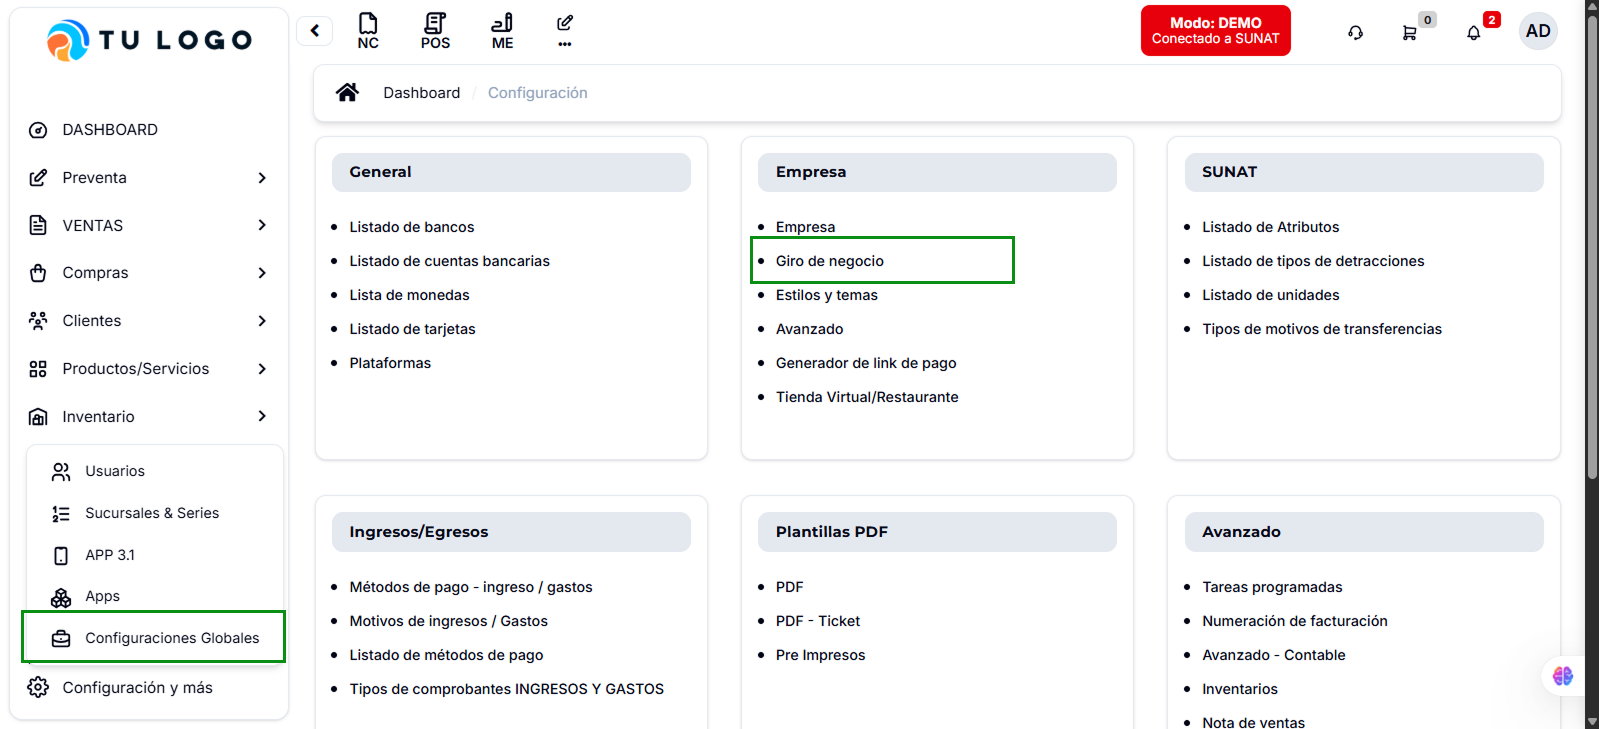 TU LOGO
NC
POS
ME
Modo: DEMO
Conectado a SUNAT
0
2
AD
Dashboard / Configuración
DASHBOARD
Preventa
VENTAS
Compras
Clientes
Productos/Servicios
Inventario
Usuarios
Sucursales & Series
APP 3.1
Apps
Configuraciones Globales
Configuración y más
General
Listado de bancos
Listado de cuentas bancarias
Lista de monedas
Listado de tarjetas
Plataformas
Empresa
Empresa
Giro de negocio
Estilos y temas
Avanzado
Generador de link de pago
Tienda Virtual/Restaurante
SUNAT
Listado de Atributos
Listado de tipos de detracciones
Listado de unidades
Tipos de motivos de transferencias
Ingresos/Egresos
Métodos de pago - ingreso / gastos
Motivos de ingresos / Gastos
Listado de métodos de pago
Tipos de comprobantes INGRESOS Y GASTOS
Plantillas PDF
PDF
PDF - Ticket
Pre Impresos
Avanzado
Tareas programadas
Numeración de facturación
Avanzado - Contable
Inventarios
Nota de ventas